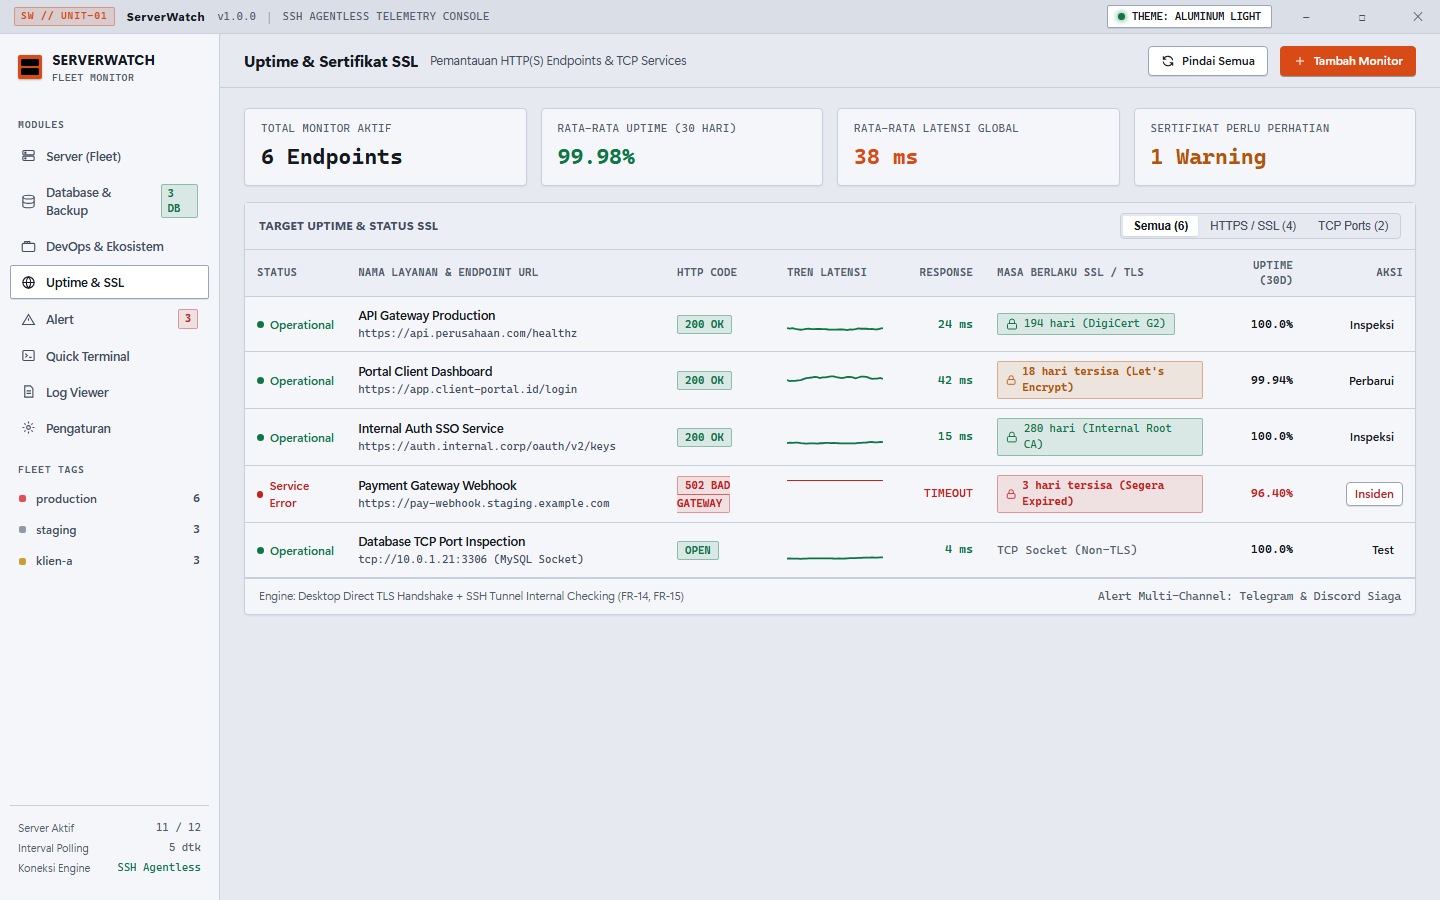 SW // UNIT-01 ServerWatch v1.0.0 | SSH AGENTLESS TELEMETRY CONSOLE
THEME: ALUMINUM LIGHT
SERVERWATCH
FLEET MONITOR
MODULES
Server (Fleet)
Database & Backup
3 DB
DevOps & Ekosistem
Uptime & SSL
Alert 3
Quick Terminal
Log Viewer
Pengaturan
FLEET TAGS
production 6
staging 3
klien-a 3
Server Aktif 11 / 12
Interval Polling 5 dtk
Koneksi Engine SSH Agentless
Uptime & Sertifikat SSL Pemantauan HTTP(S) Endpoints & TCP Services
Pindai Semua
+ Tambah Monitor
TOTAL MONITOR AKTIF
6 Endpoints
RATA-RATA UPTIME (30 HARI)
99.98%
RATA-RATA LATENSI GLOBAL
38 ms
SERTIFIKAT PERLU PERHATIAN
1 Warning
TARGET UPTIME & STATUS SSL
Semua (6) HTTPS / SSL (4) TCP Ports (2)
STATUS NAMA LAYANAN & ENDPOINT URL HTTP CODE TREN LATENSI RESPONSE MASA BERLAKU SSL / TLS UPTIME (30D) AKSI
Operational
API Gateway Production
https://api.perusahaan.com/healthz
200 OK
24 ms
194 hari (DigiCert G2)
100.0%
Inspeksi
Operational
Portal Client Dashboard
https://app.client-portal.id/login
200 OK
42 ms
18 hari tersisa (Let's
Encrypt)
99.94%
Perbarui
Operational
Internal Auth SSO Service
https://auth.internal.corp/oauth/v2/keys
200 OK
15 ms
280 hari (Internal Root
CA)
100.0%
Inspeksi
Service
Error
Payment Gateway Webhook
https://pay-webhook.staging.example.com
502 BAD
GATEWAY
TIMEOUT
3 hari tersisa (Segera
Expired)
96.40%
Insiden
Operational
Database TCP Port Inspection
tcp://10.0.1.21:3306 (MySQL Socket)
OPEN
4 ms
TCP Socket (Non-TLS)
100.0%
Test
Engine: Desktop Direct TLS Handshake + SSH Tunnel Internal Checking (FR-14, FR-15)
Alert Multi-Channel: Telegram & Discord Siaga